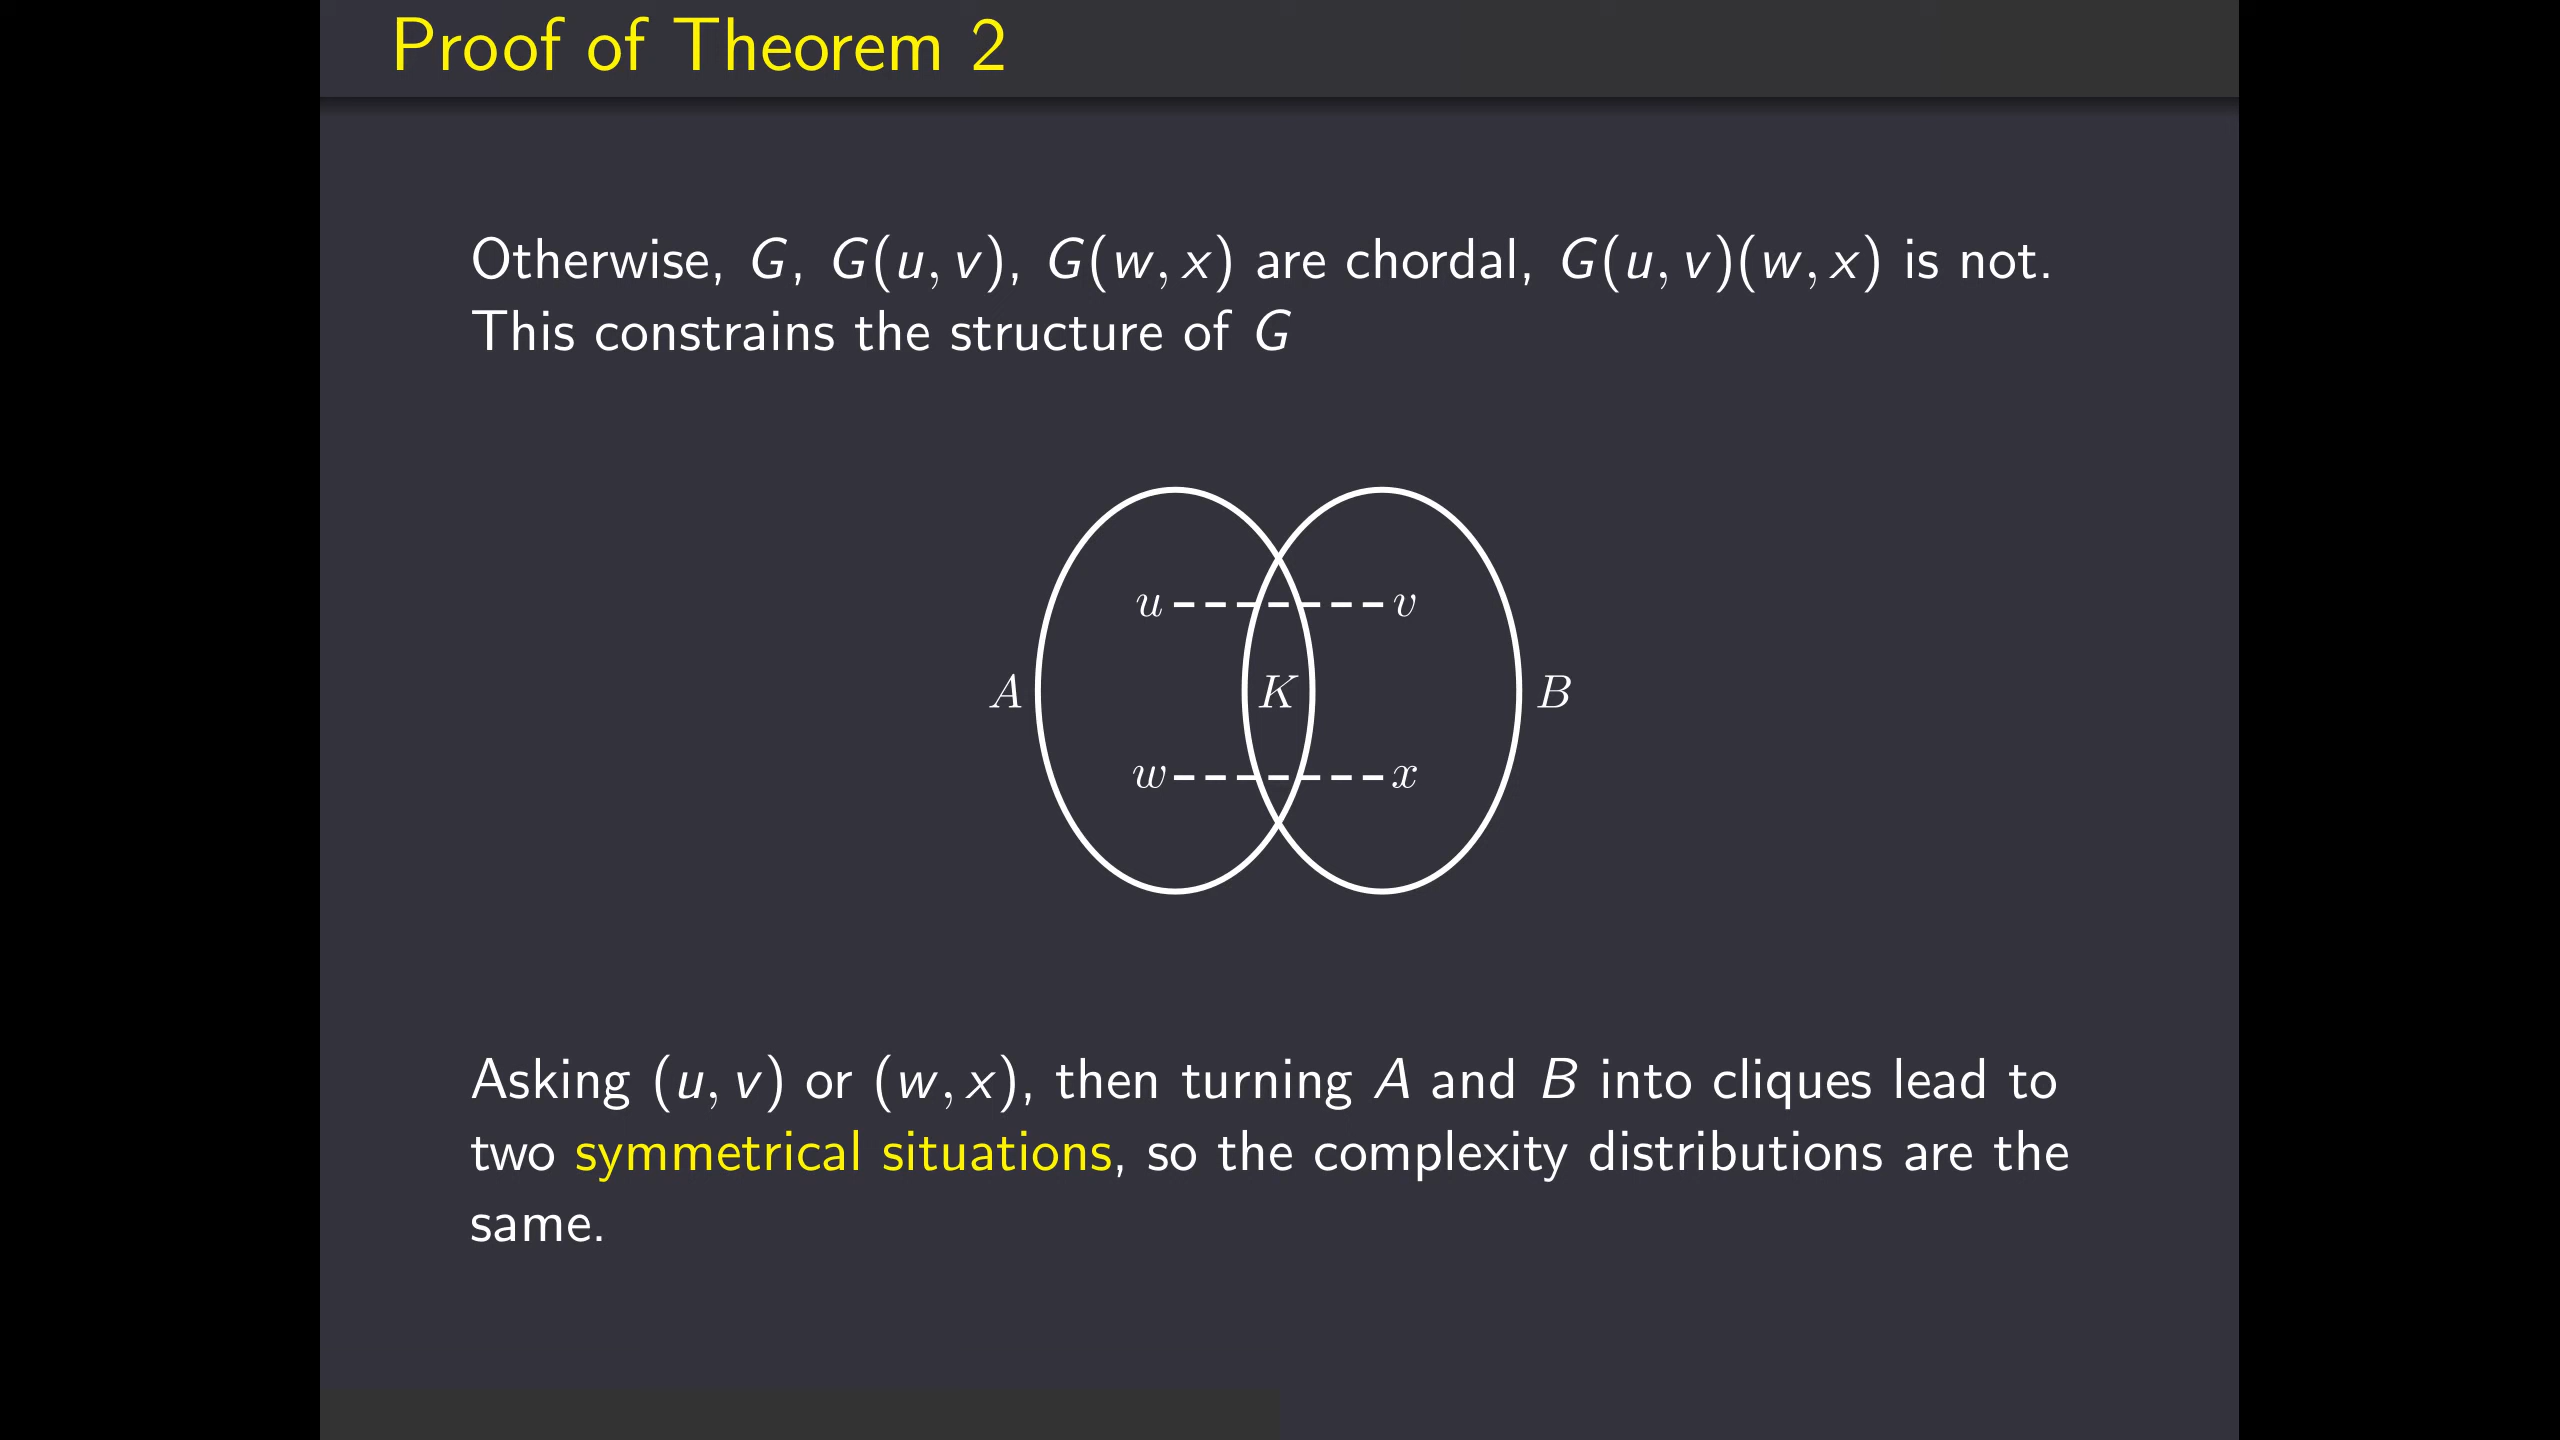 Proof of Theorem 2
Otherwise, G, G(u, v), G(w, x) are chordal, G(u, v)(w, x) is not.
This constrains the structure of G
u v
A K B
w x
Asking (u, v) or (w, x), then turning A and B into cliques lead to
two symmetrical situations, so the complexity distributions are the
same.